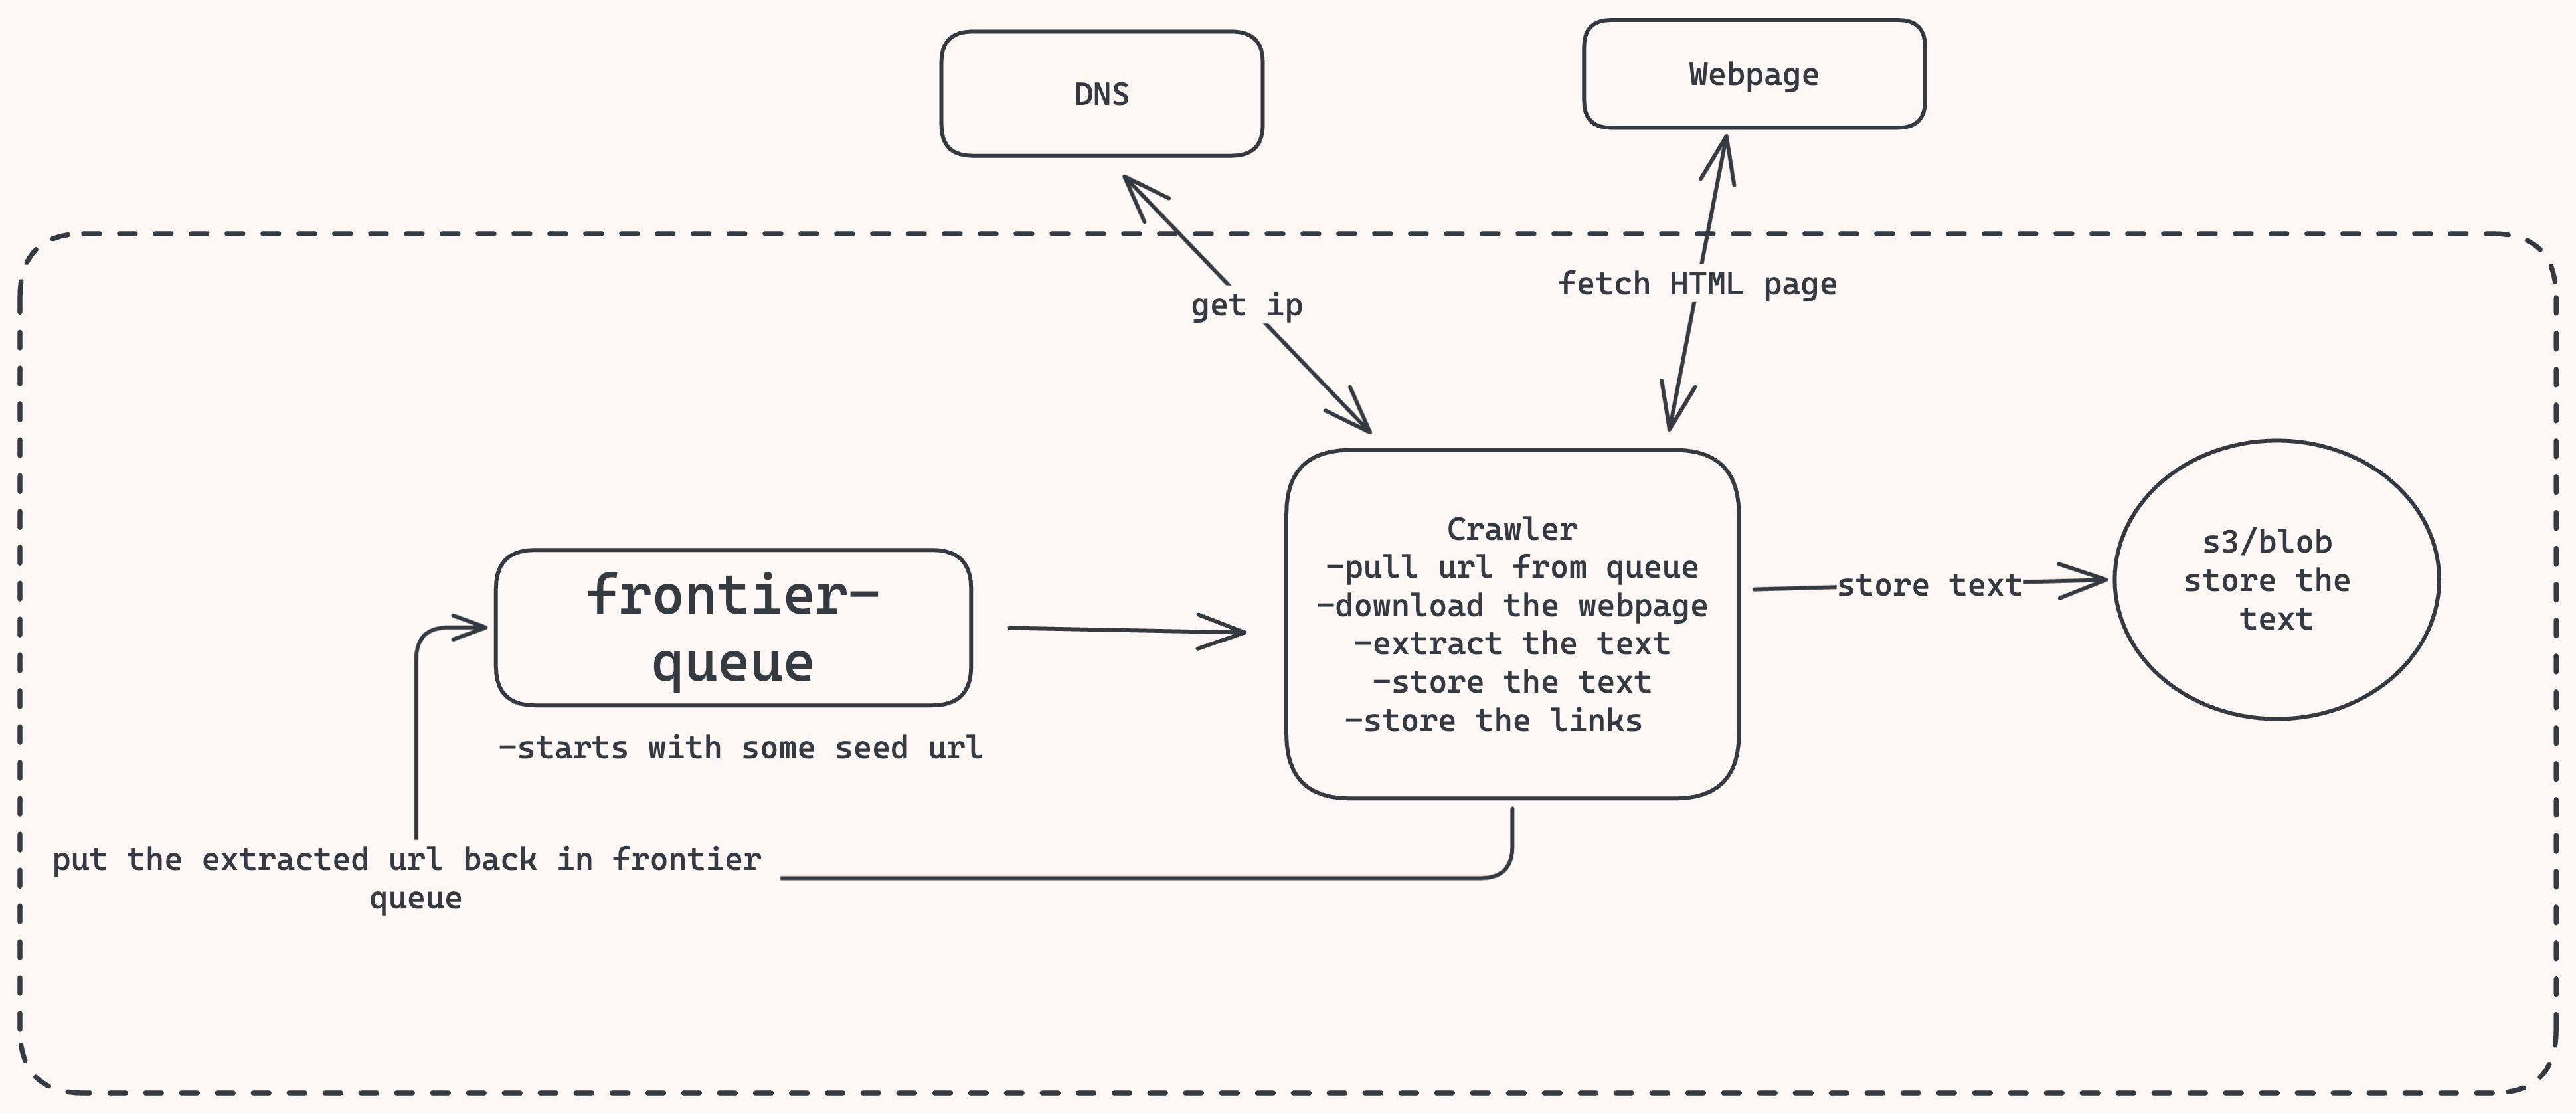 DNS
Webpage
get ip
fetch HTML page
frontier-
queue
-starts with some seed url
Crawler
-pull url from queue
-download the webpage
-extract the text
-store the text
-store the links
store text
s3/blob
store the
text
put the extracted url back in frontier
queue